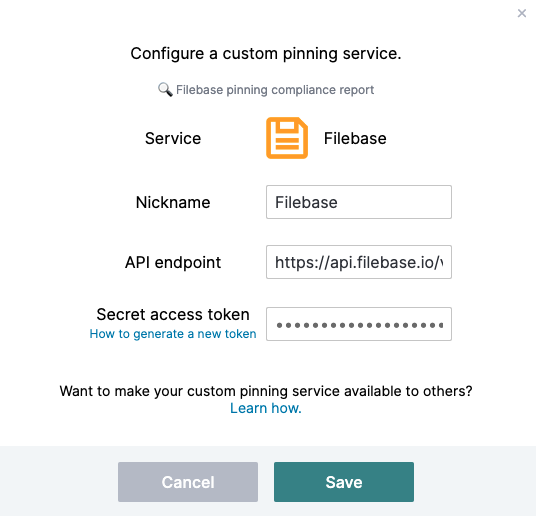 Configure a custom pinning service.
Filebase pinning compliance report
Service Filebase
Nickname Filebase
API endpoint https://api.filebase.io/v
Secret access token
How to generate a new token
Want to make your custom pinning service available to others?
Learn how.
Cancel Save